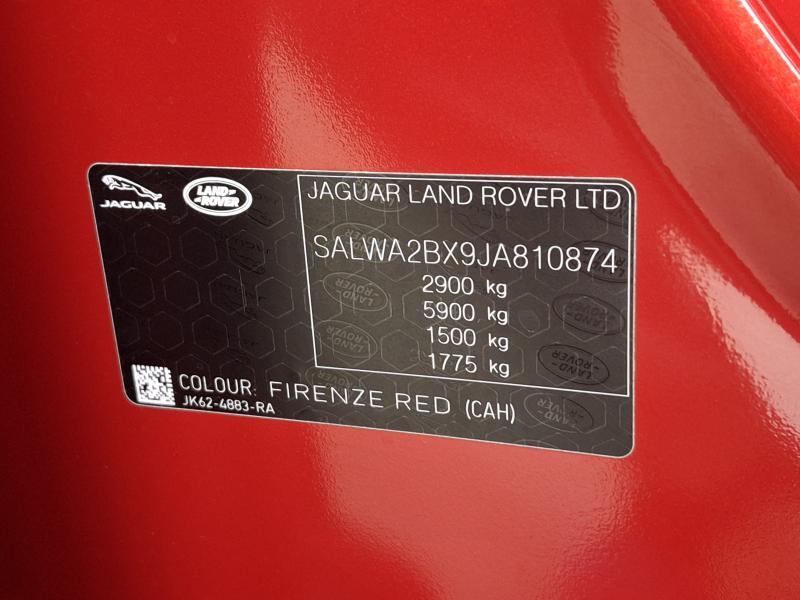 JAGUAR
LAND ROVER
JAGUAR LAND ROVER LTD
SALWA2BX9JA810874
2900 kg
5900 kg
1500 kg
1775 kg
COLOUR: FIRENZE RED (CAH)
JK62-4883-RA